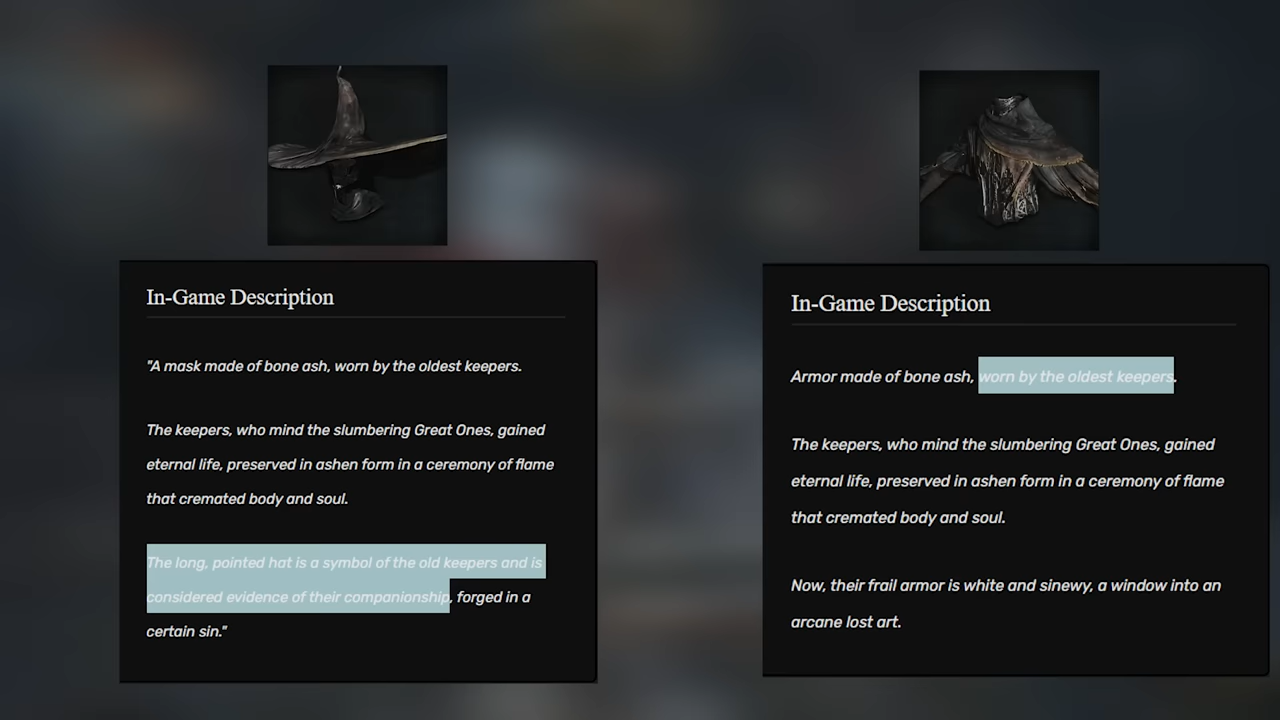 In-Game Description
"A mask made of bone ash, worn by the oldest keepers.
The keepers, who mind the slumbering Great Ones, gained
eternal life, preserved in ashen form in a ceremony of flame
that cremated body and soul.
The long, pointed hat is a symbol of the old keepers and is
considered evidence of their companionship, forged in a
certain sin."
In-Game Description
Armor made of bone ash, worn by the oldest keepers.
The keepers, who mind the slumbering Great Ones, gained
eternal life, preserved in ashen form in a ceremony of flame
that cremated body and soul.
Now, their frail armor is white and sinewy, a window into an
arcane lost art.